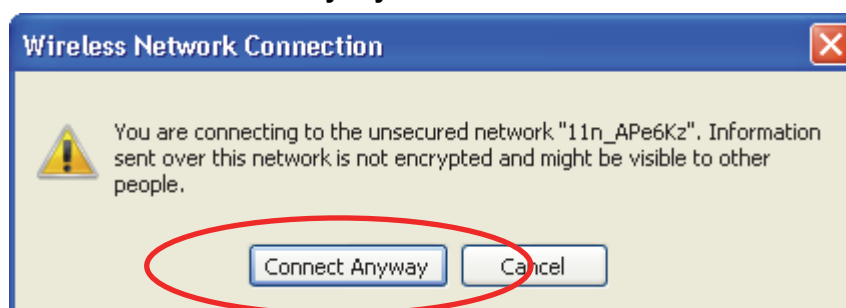 Wireless Network Connection
You are connecting to the unsecured network "11n_APe6Kz". Information
sent over this network is not encrypted and might be visible to other
people.
Connect Anyway
Cancel